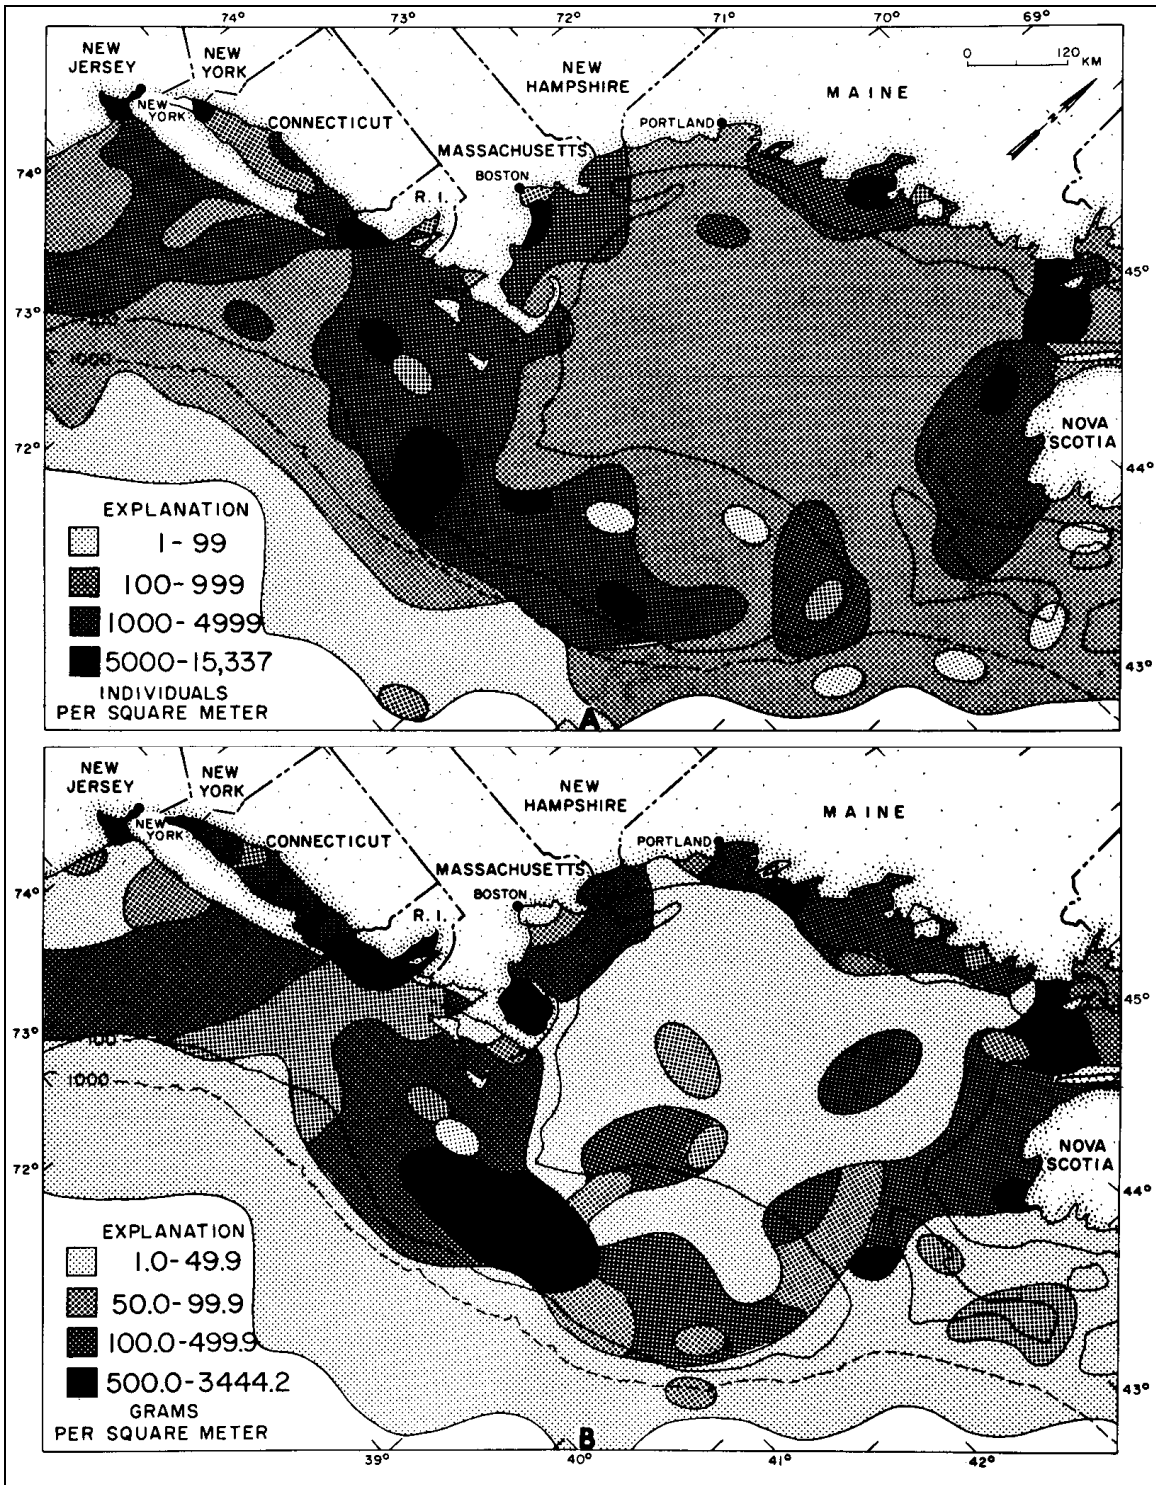 74° 73° 72° 71° 70° 69°
NEW
JERSEY
NEW
YORK
NEW
HAMPSHIRE
0 120
KM
MAINE
NEW
YORK
CONNECTICUT
PORTLAND
MASSACHUSETTS
BOSTON
74°
R. I.
45°
73°
1000
NOVA
SCOTIA
72°
44°
EXPLANATION
1-99
100-999
1000-4999
5000-15,337
INDIVIDUALS
PER SQUARE METER
43°
A
NEW
JERSEY
NEW
YORK
NEW
HAMPSHIRE
MAINE
NEW
YORK
CONNECTICUT
PORTLAND
MASSACHUSETTS
BOSTON
74°
R. I.
45°
73°
100
1000
NOVA
SCOTIA
72°
44°
EXPLANATION
1.0-49.9
50.0-99.9
100.0-499.9
500.0-3444.2
GRAMS
PER SQUARE METER
43°
B
39° 40° 41° 42°